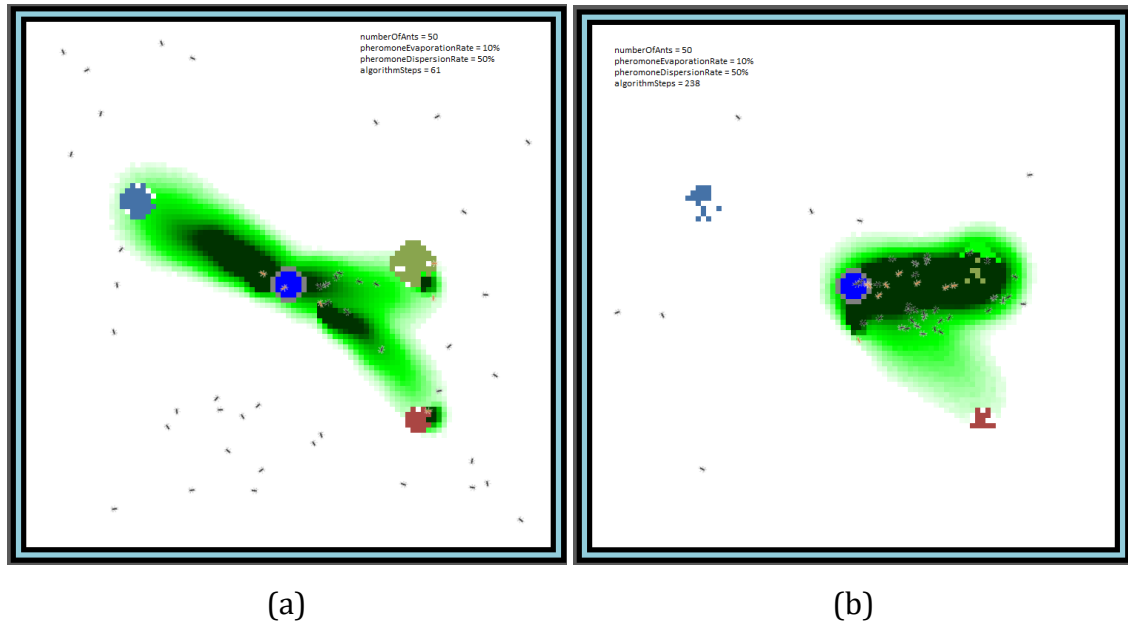 numberOfAnts = 50
pheromoneEvaporationRate = 10%
pheromoneDispersionRate = 50%
algorithmSteps = 61
numberOfAnts = 50
pheromoneEvaporationRate = 10%
pheromoneDispersionRate = 50%
algorithmSteps = 238
(a)
(b)